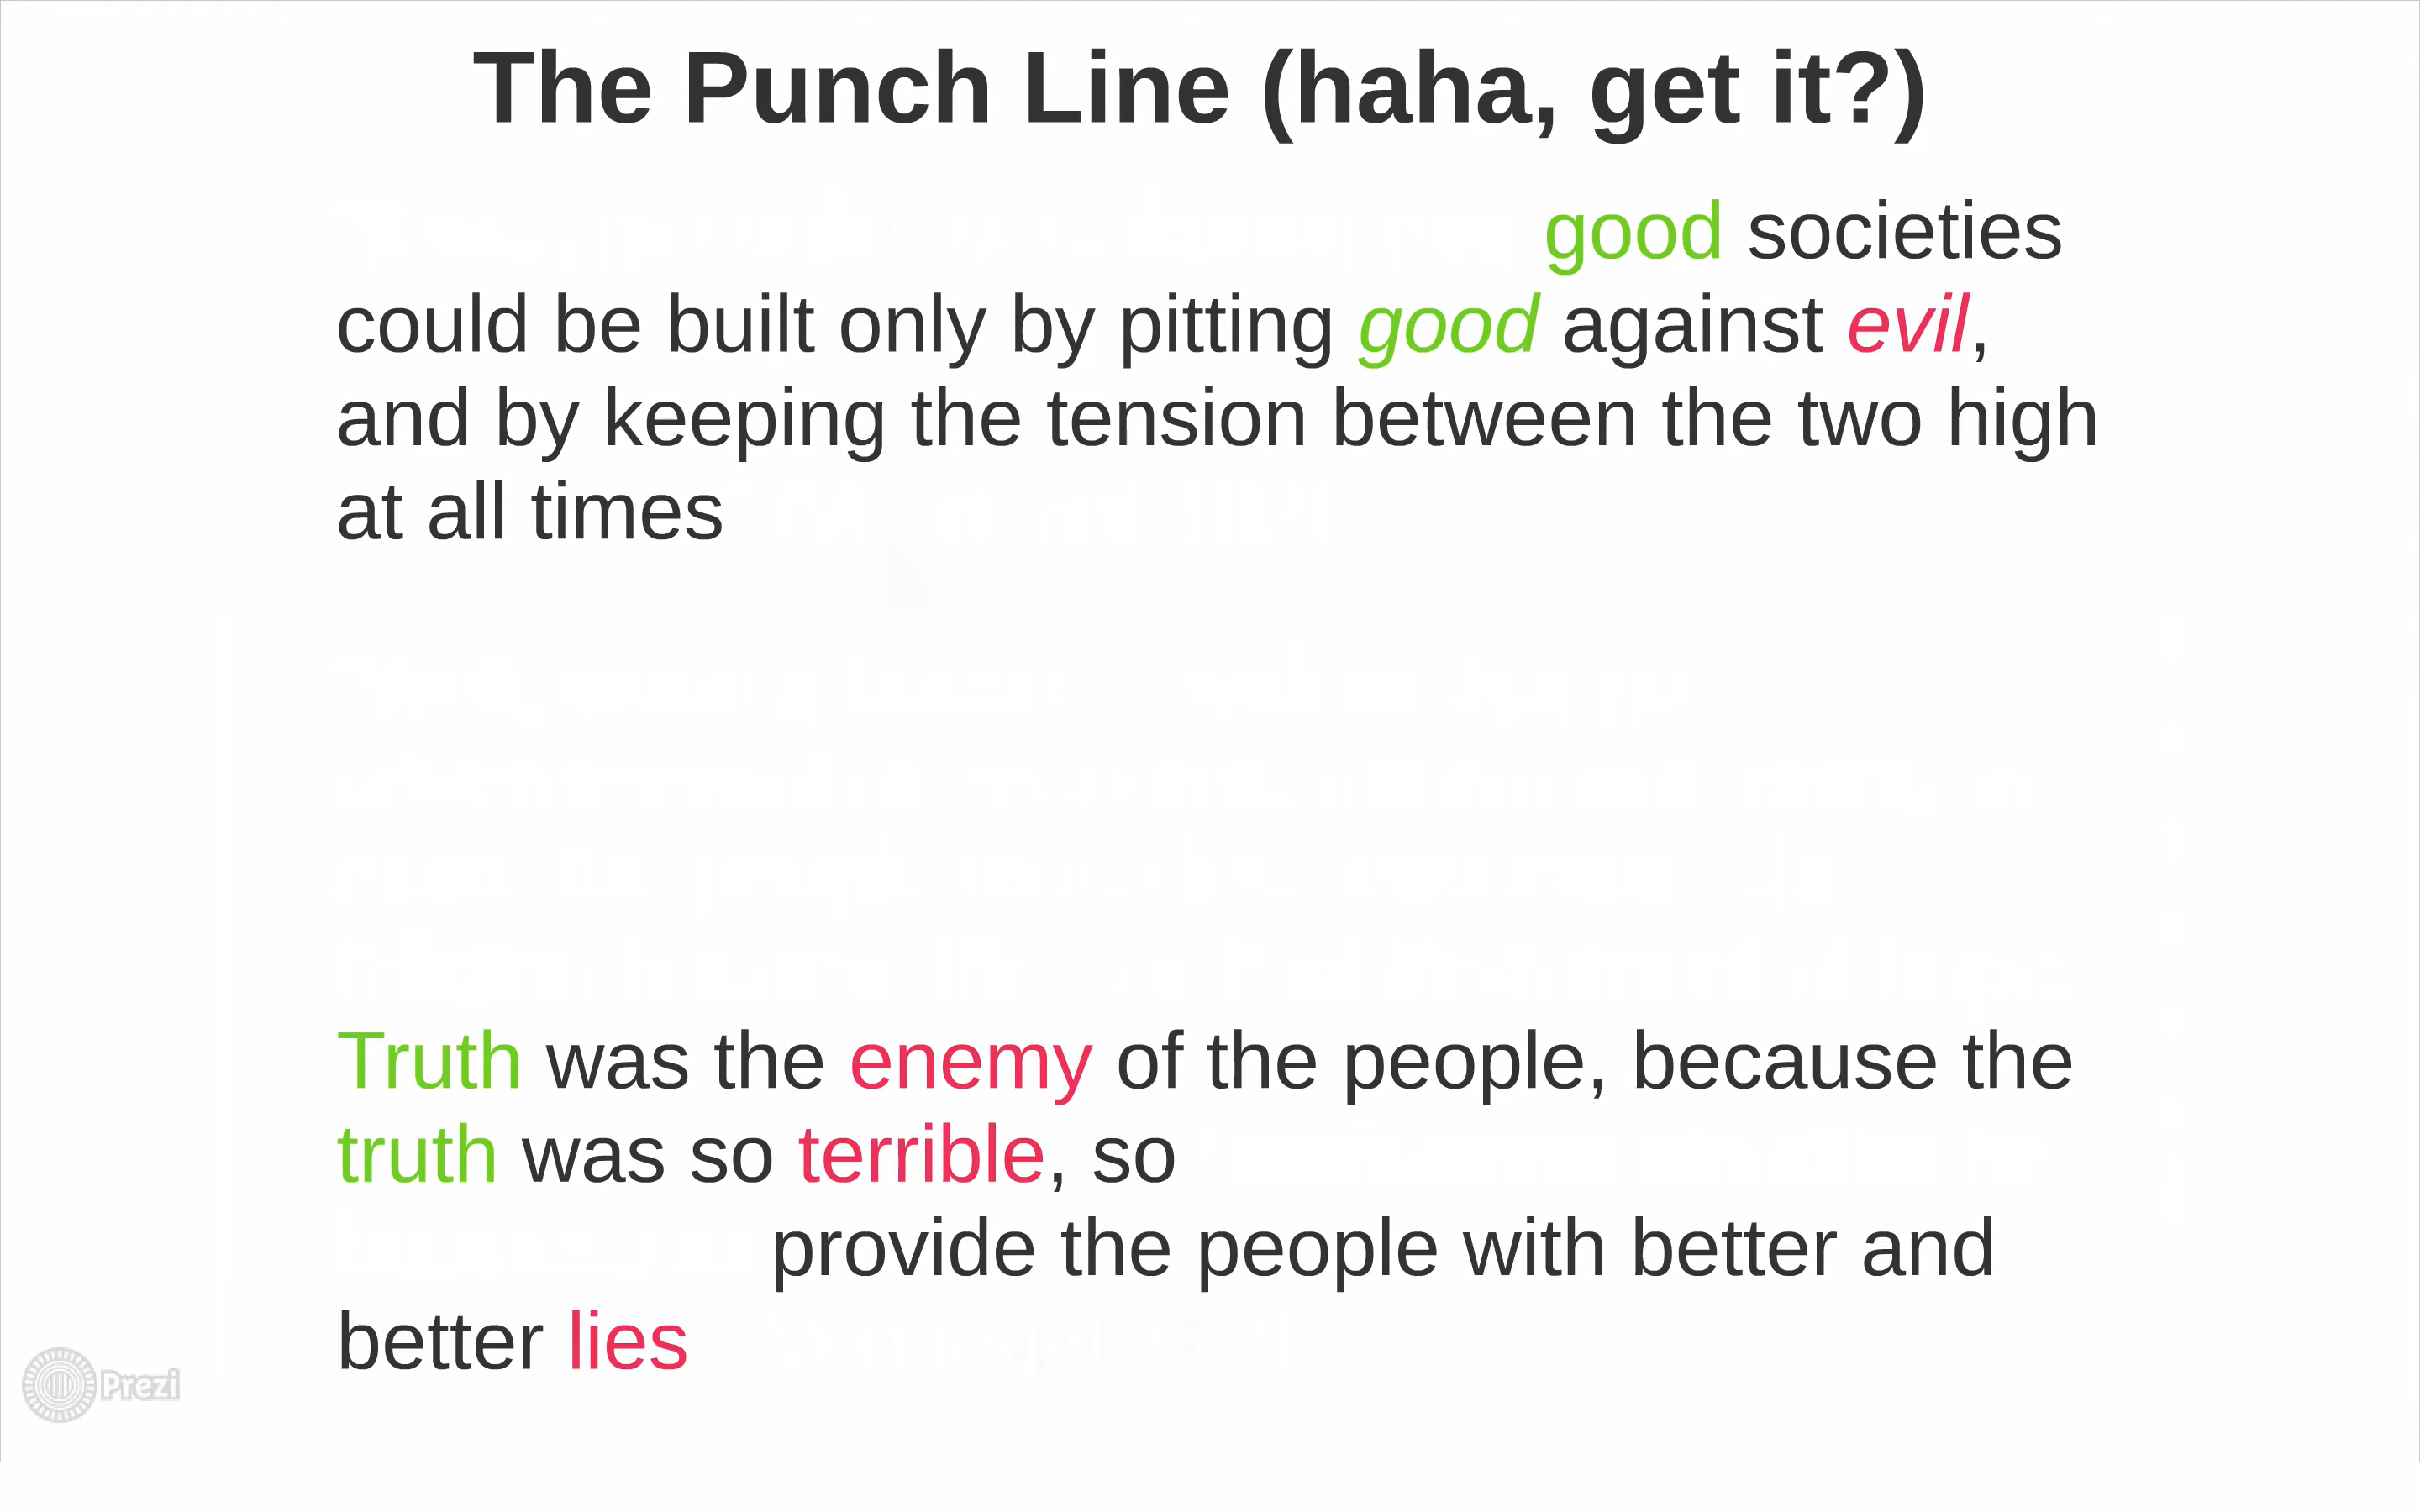 The Punch Line (haha, get it?)
good societies
could be built only by pitting good against evil,
and by keeping the tension between the two high
at all times
Truth was the enemy of the people, because the
truth was so terrible, so
provide the people with better and
better lies
Prezi